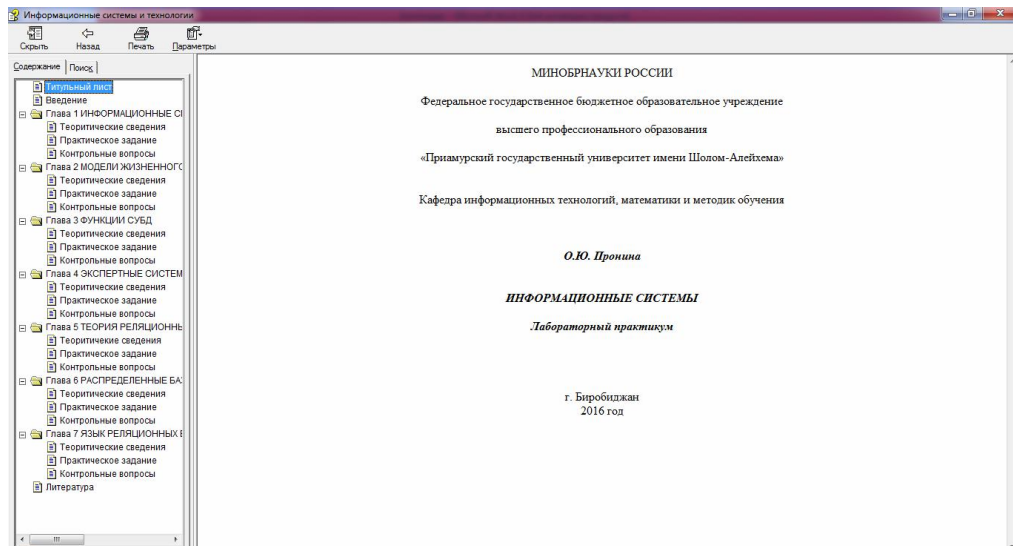 Информационные системы и технологии
Скрыть Назад Печать Параметры
Содержание Поиск
Титульный лист
Введение
Глава 1 ИНФОРМАЦИОННЫЕ
Теоритические сведения
Практическое задание
Контрольные вопросы
Глава 2 МОДЕЛИ ЖИЗНЕННОГО
Теоритические сведения
Практическое задание
Контрольные вопросы
Глава 3 ФУНКЦИИ СУБД
Теоритические сведения
Практическое задание
Контрольные вопросы
Глава 4 ЭКСПЕРТНЫЕ СИСТЕМ
Теоритические сведения
Практическое задание
Контрольные вопросы
Глава 5 ТЕОРИЯ РЕЛЯЦИОННЬ
Теоритичекие сведения
Практическое задание
Контрольные вопросы
Глава 6 РАСПРЕДЕЛЕННЫЕ
Теоритические сведения
Практическое задание
Контрольные вопросы
Глава 7 ЯЗЫК РЕЛЯЦИОННЫХ
Теоритические сведения
Практическое задание
Контрольные вопросы
Литература
МИНОБРНАУКИ РОССИИ
Федеральное государственное бюджетное образовательное учреждение
высшего профессионального образования
«Приамурский государственный университет имени Шолом-Алейхема»
Кафедра информационных технологий, математики и методик обучения
О.Ю. Пронина
ИНФОРМАЦИОННЫЕ СИСТЕМЫ
Лабораторный практикум
г. Биробиджан
2016 год